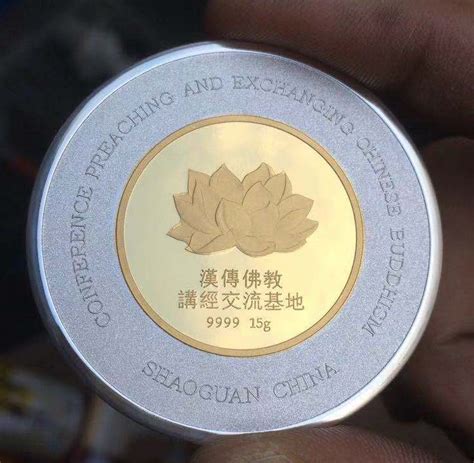 CONFERENCE PREACHING AND EXCHANGING CHINESE BUDDHISM
漢傳佛教
講經交流基地
9999 15g
SHAOGUAN CHINA